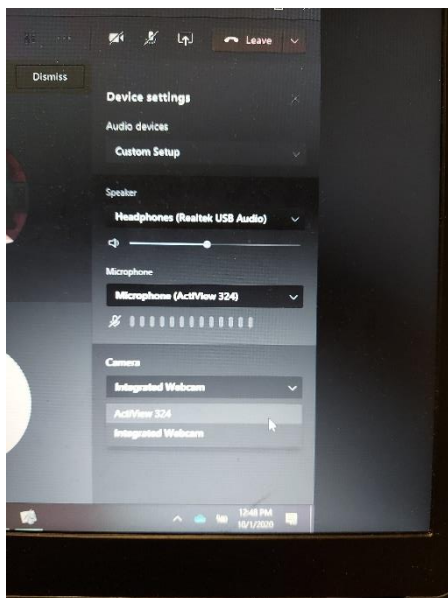 Leave
Dismiss
Device settings
Audio devices
Custom Setup
Speaker
Headphones (Realtek USB Audio)
Microphone
Microphone (ActiView 324)
Camera
Integrated Webcam
ActiView 324
Integrated Webcam
12:48 PM
10/1/2020